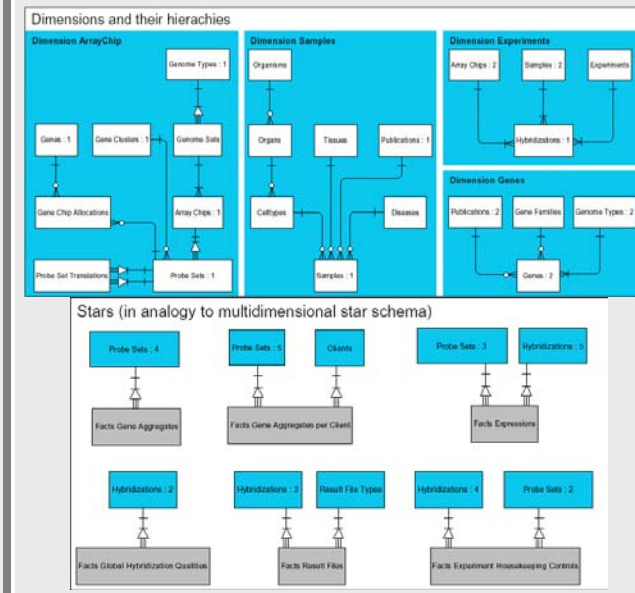 Dimensions and their hierachies
Dimension ArrayChip
Genome Types : 1
Genes : 1
Gene Clusters : 1
Genome Sets
Gene Chip Allocations
Array Chips : 1
Probe Set Translations
Probe Sets : 1
Dimension Samples
Organisms
Organs
Tissues
Publications : 1
Celltypes
Diseases
Samples : 1
Dimension Experiments
Array Chips : 2
Samples : 2
Experiments
Hybridizations : 1
Dimension Genes
Publications : 2
Gene Families
Genome Types : 2
Genes : 2
Stars (in analogy to multidimensional star schema)
Probe Sets : 4
Probe Sets : 5
Clients
Probe Sets : 3
Hybridizations : 5
Facts Gene Aggregates
Facts Gene Aggregates per Client
Facts Expressions
Hybridizations : 2
Hybridizations : 3
Result File Types
Hybridizations : 4
Probe Sets : 2
Facts Global Hybridization Qualities
Facts Result Files
Facts Experiment Housekeeping Controls